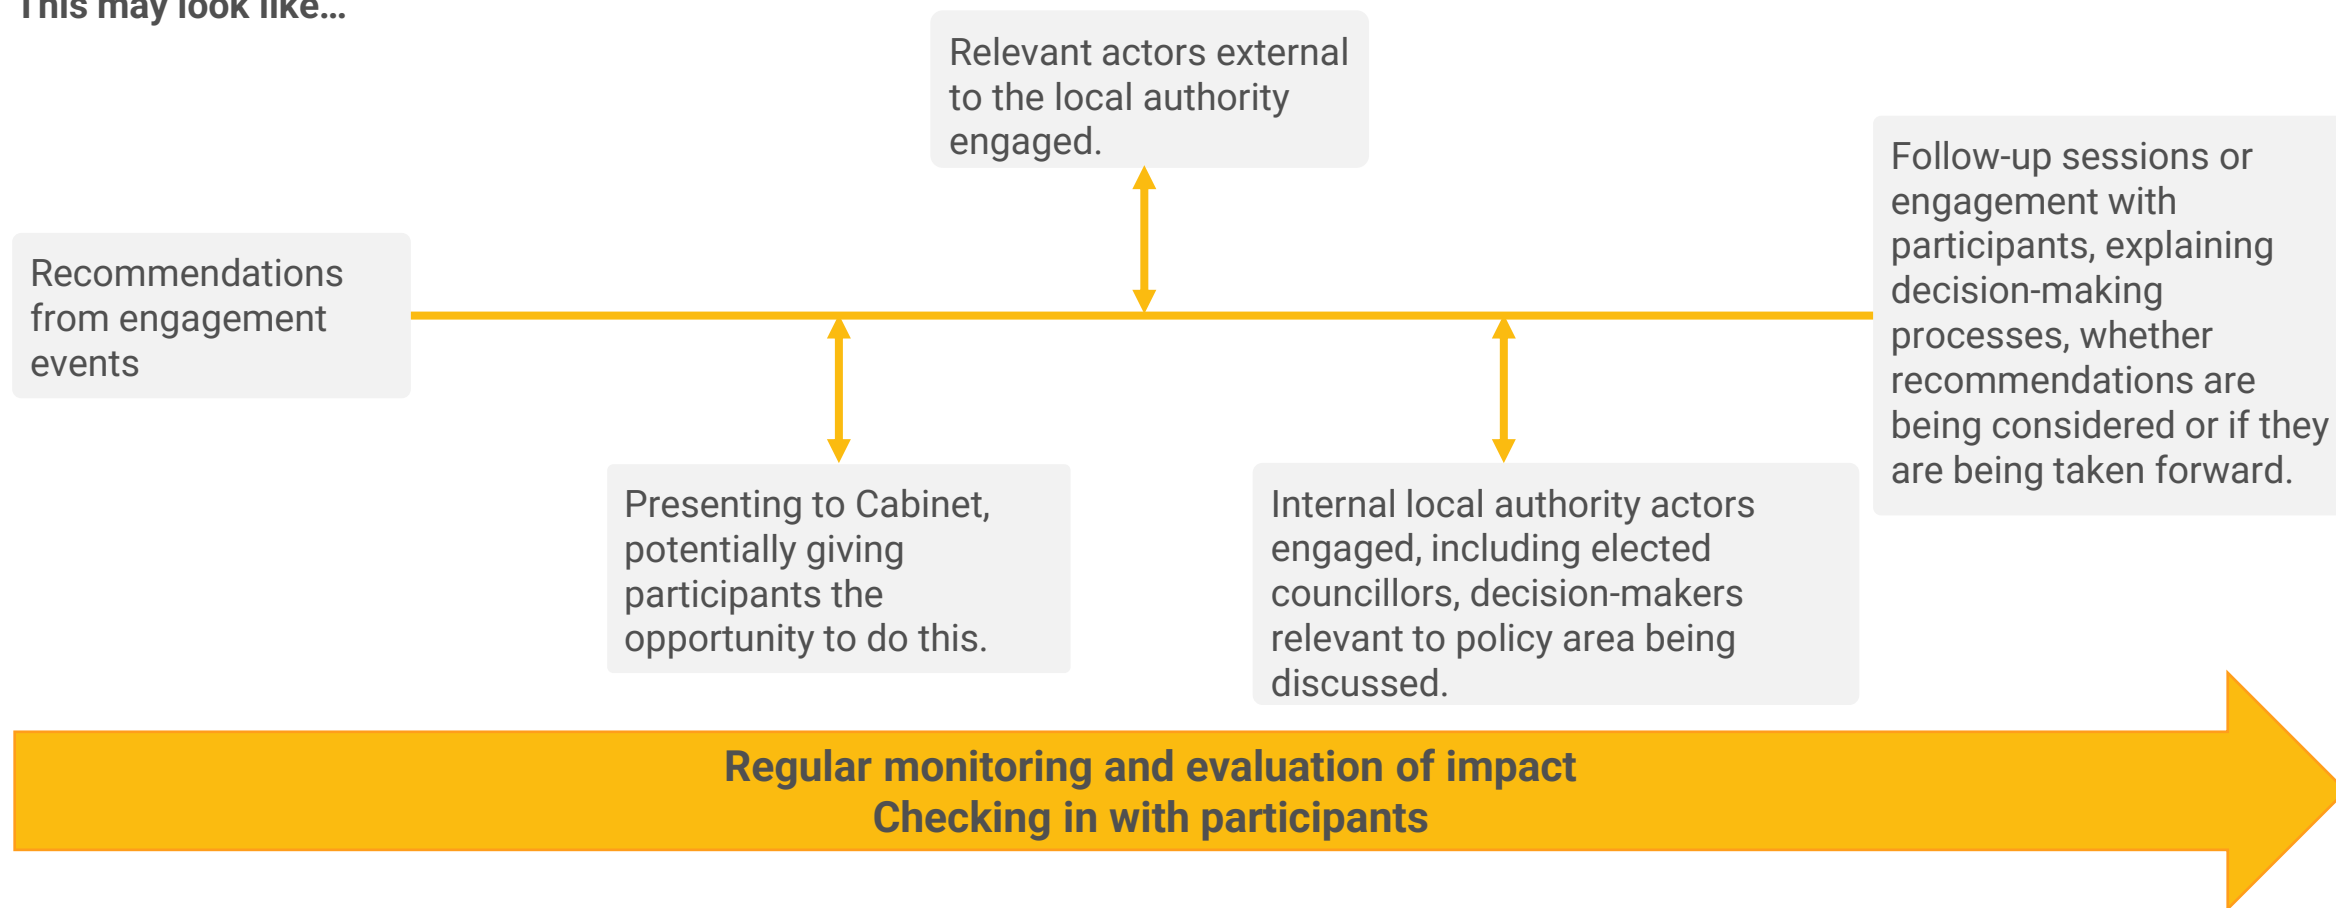 This may look like...
Relevant actors external
to the local authority
engaged.
Recommendations
from engagement
events
Follow-up sessions or
engagement with
participants, explaining
decision-making
processes, whether
recommendations are
being considered or if they
are being taken forward.
Presenting to Cabinet,
potentially giving
participants the
opportunity to do this.
Internal local authority actors
engaged, including elected
councillors, decision-makers
relevant to policy area being
discussed.
Regular monitoring and evaluation of impact
Checking in with participants